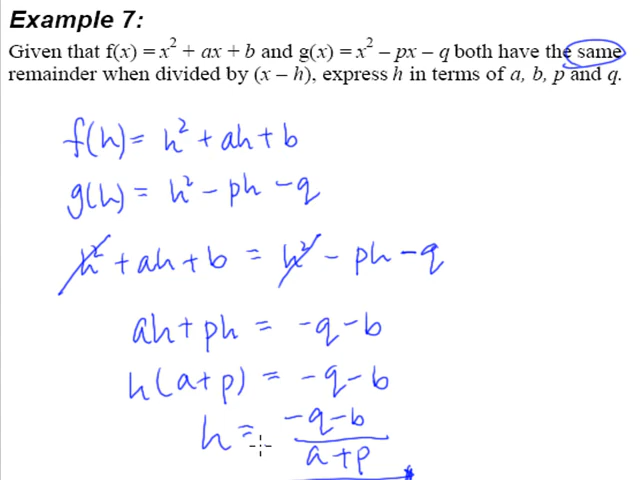 Example 7:
Given that f(x) = x² + ax + b and g(x) = x² − px − q both have the same
remainder when divided by (x − h), express h in terms of a, b, p and q.
f(h) = h² + ah + b
g(h) = h² − ph − q
h² + ah + b = h² − ph − q
ah + ph = −q − b
h(a+p) = −q − b
h = (−q − b)/(a+p)